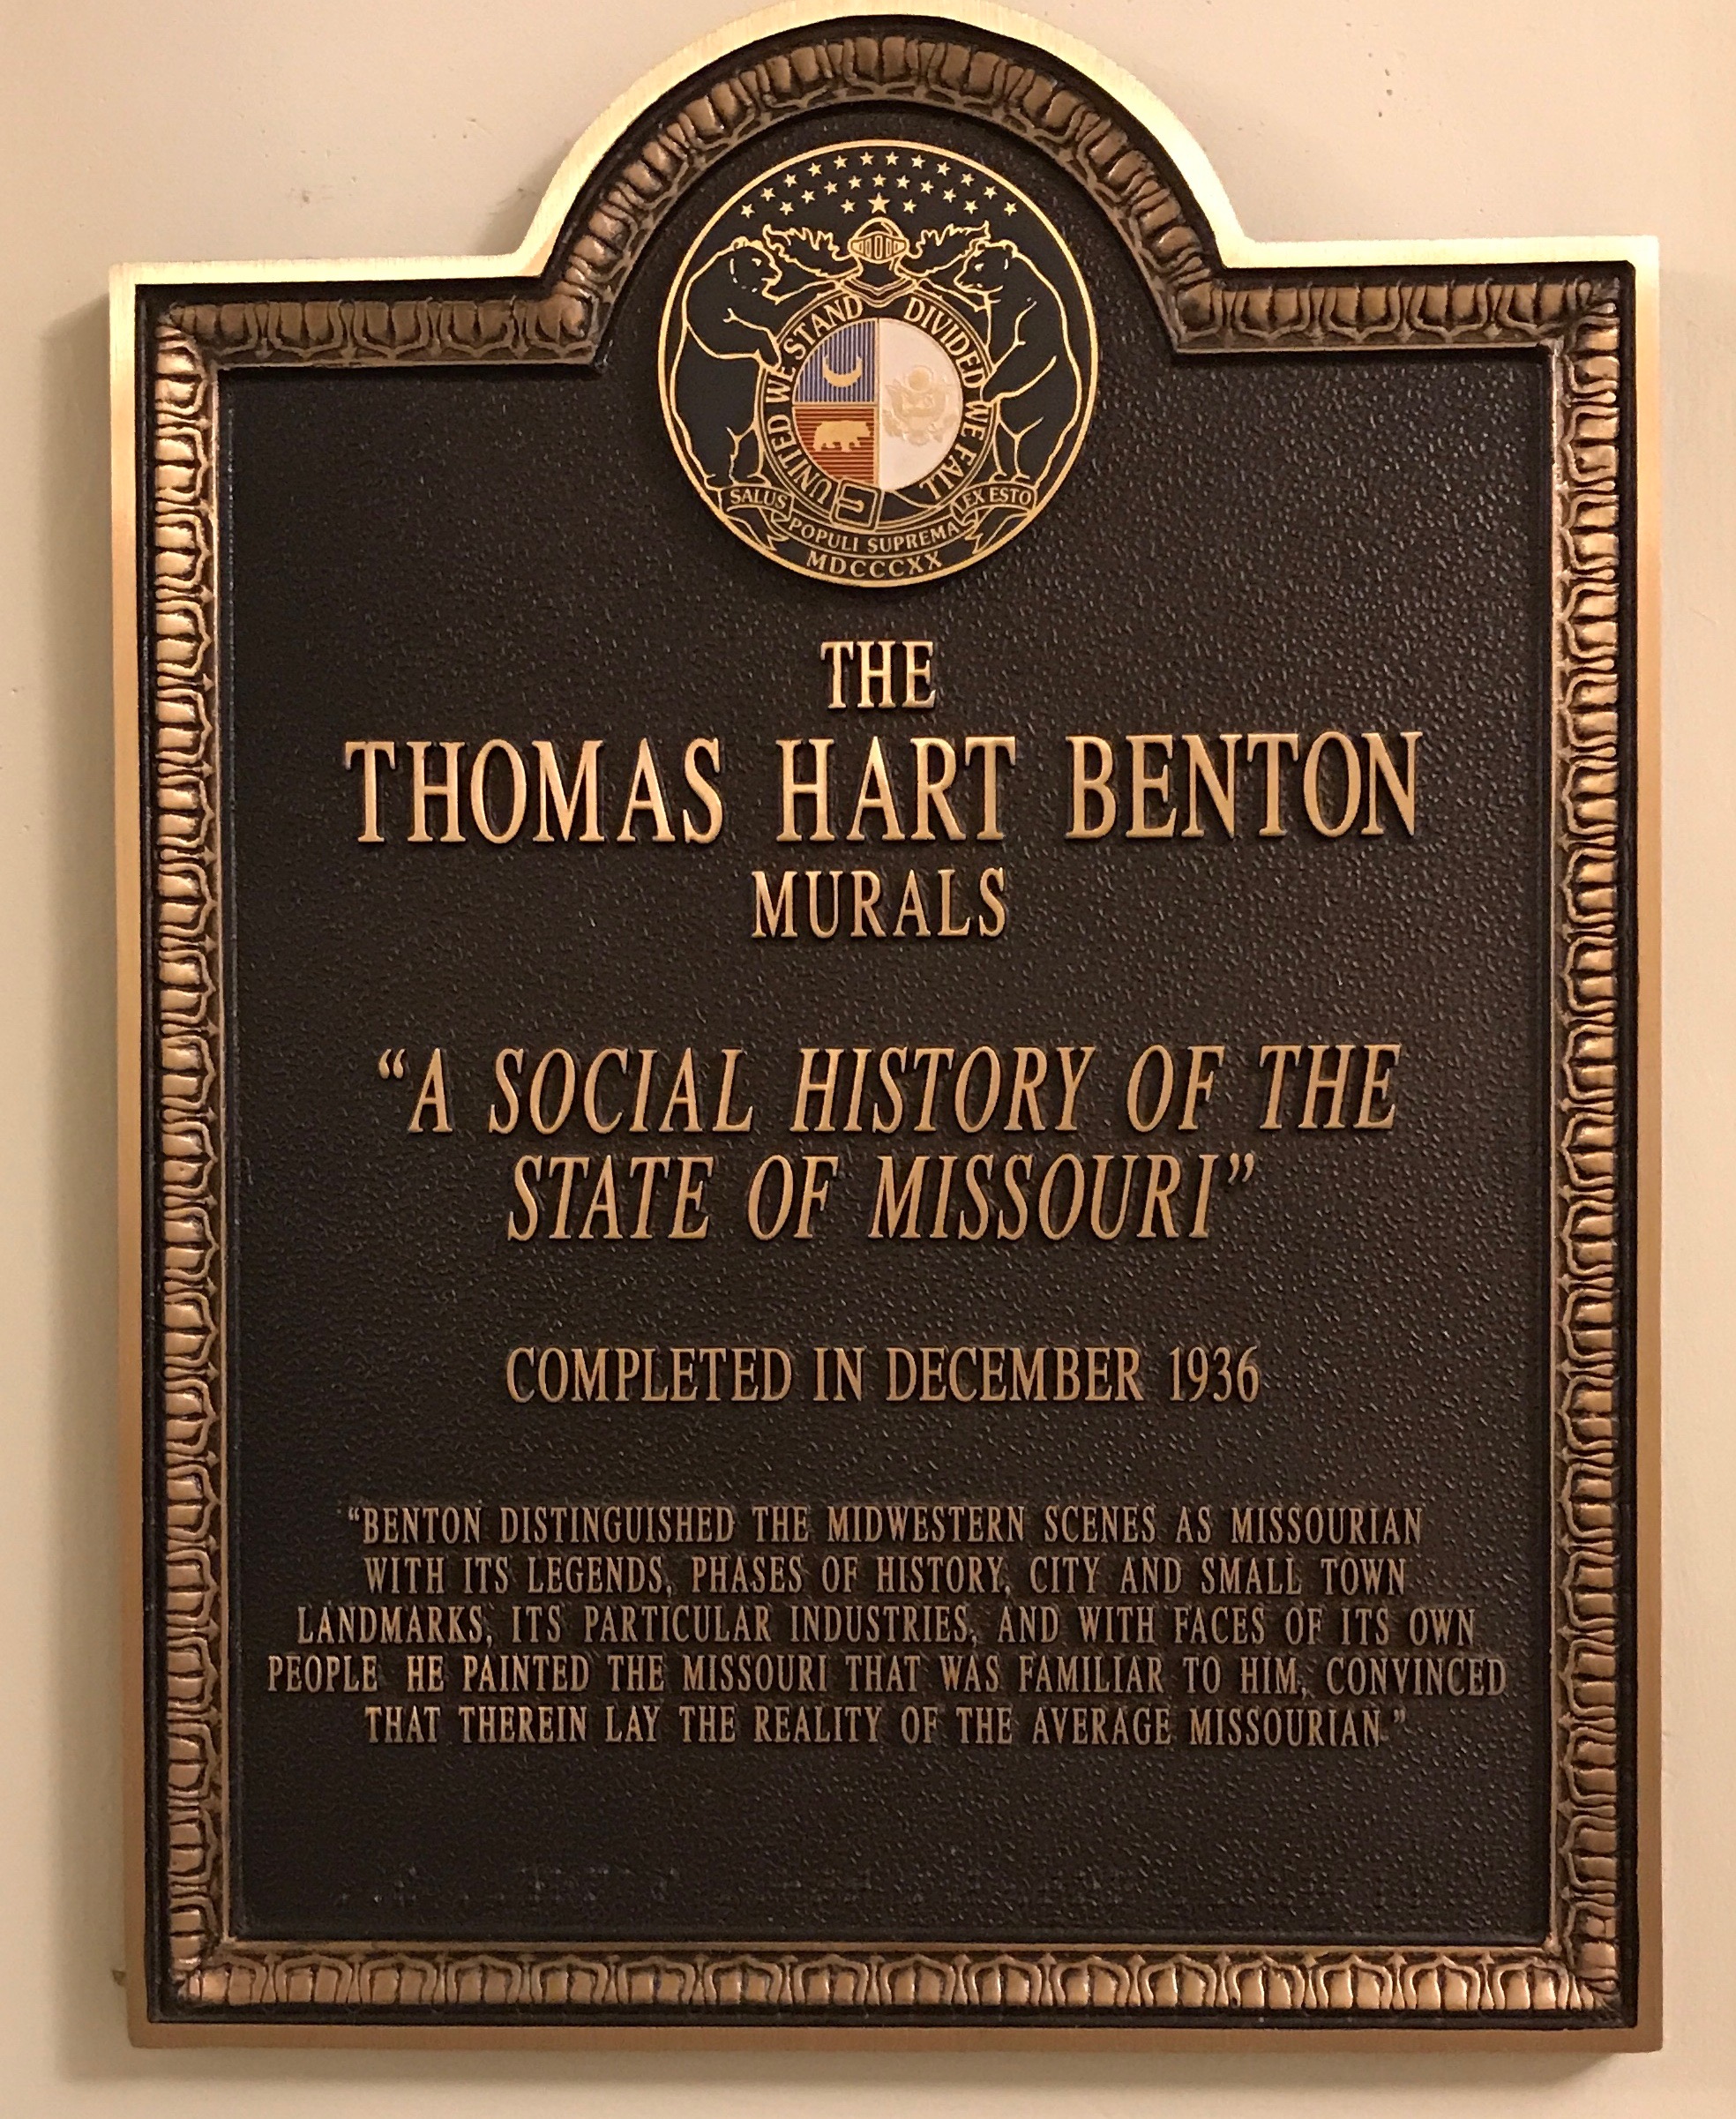 UNITED WE STAND DIVIDED WE FALL
SALUS POPULI SUPREMA LEX ESTO
MDCCCXX
THE
THOMAS HART BENTON
MURALS
“A SOCIAL HISTORY OF THE
STATE OF MISSOURI”
COMPLETED IN DECEMBER 1936
“BENTON DISTINGUISHED THE MIDWESTERN SCENES AS MISSOURIAN
WITH ITS LEGENDS, PHASES OF HISTORY, CITY AND SMALL TOWN
LANDMARKS, ITS PARTICULAR INDUSTRIES, AND WITH FACES OF ITS OWN
PEOPLE HE PAINTED THE MISSOURI THAT WAS FAMILIAR TO HIM, CONVINCED
THAT THEREIN LAY THE REALITY OF THE AVERAGE MISSOURIAN.”